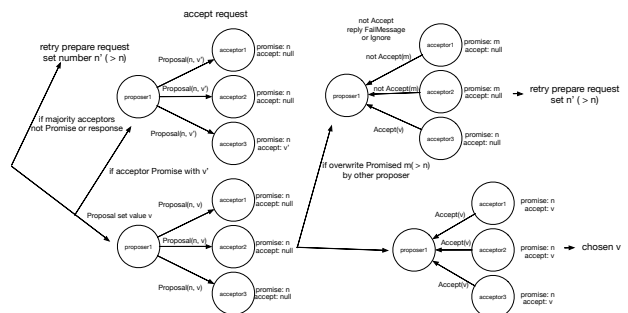 accept request
retry prepare request
set number n' ( > n)
if majority acceptors
not Promise or response
if acceptor Promise with v'
Proposal set value v
proposer1
Proposal(n, v')
Proposal(n, v')
Proposal(n, v')
acceptor1
promise: n
accept: null
acceptor2
promise: n
accept: null
acceptor3
promise: n
accept: v'
proposer1
Proposal(n, v)
Proposal(n, v)
Proposal(n, v)
acceptor1
promise: n
accept: null
acceptor2
promise: n
accept: null
acceptor3
promise: n
accept: null
not Accept
reply FailMessage
or Ignore
not Accept(m)
not Accept(m)
Accept(v)
proposer1
acceptor1
promise: m
accept: null
acceptor2
promise: m
accept: null
acceptor3
promise: n
accept: null
retry prepare request
set n' ( > n)
if overwrite Promised m( > n)
by other proposer
proposer1
Accept(v)
Accept(v)
Accept(v)
acceptor1
promise: n
accept: v
acceptor2
promise: n
accept: v
acceptor3
promise: n
accept: v
chosen v